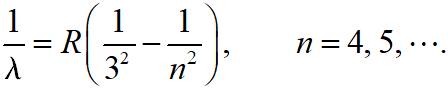 1/λ = R(1/3² − 1/n²),   n = 4, 5, ⋯.